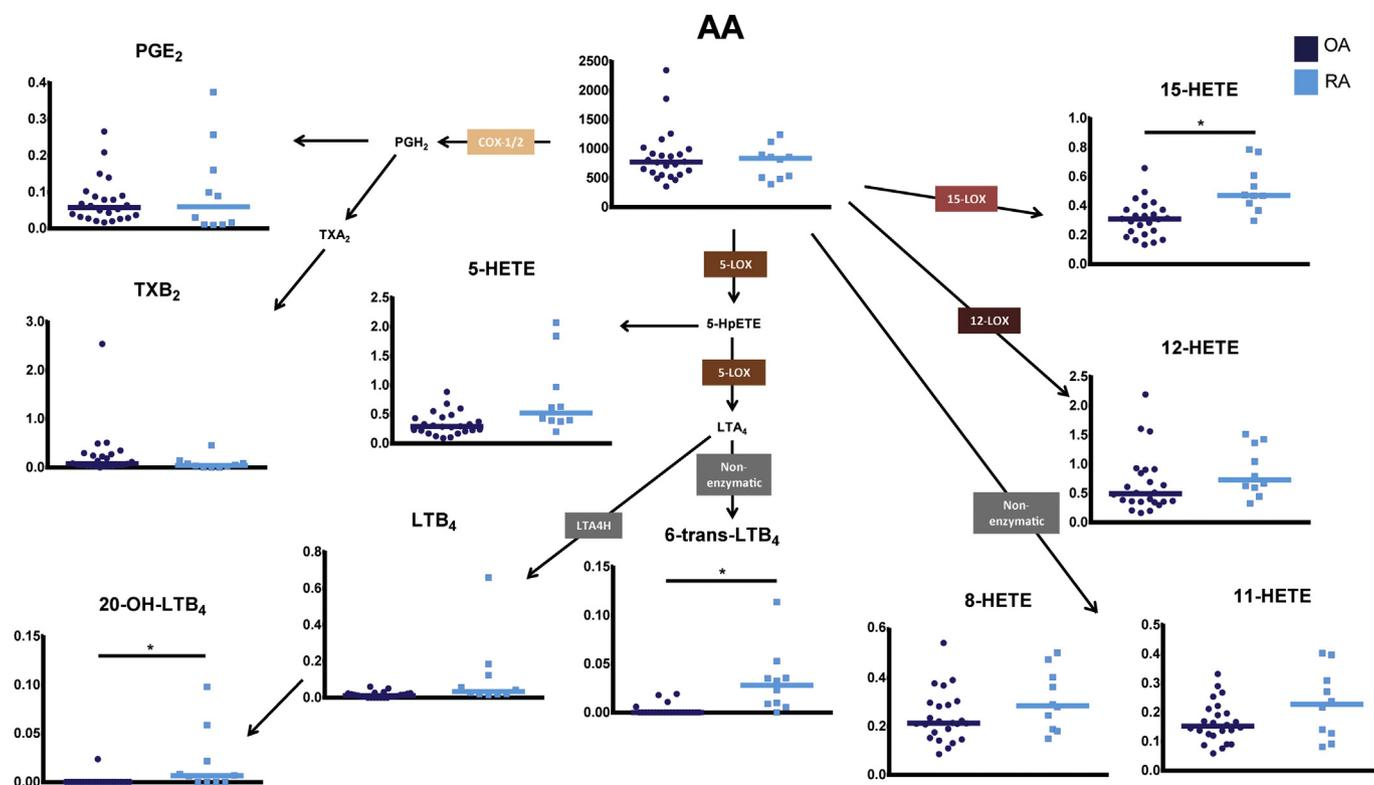 AA
OA
RA
PGE₂
0.4
0.3
0.2
0.1
0.0
COX-1/2
PGH₂
TXA₂
2500
2000
1500
1000
500
0
15-HETE
*
1.0
0.8
0.6
0.4
0.2
0.0
15-LOX
5-LOX
12-LOX
TXB₂
3.0
2.0
1.0
0.0
5-HETE
2.5
2.0
1.5
1.0
0.5
0.0
5-HpETE
5-LOX
LTA₄
Non-
enzymatic
LTA4H
12-HETE
2.5
2.0
1.5
1.0
0.5
0.0
Non-
enzymatic
LTB₄
0.8
0.6
0.4
0.2
0.0
6-trans-LTB₄
*
0.15
0.10
0.05
0.00
20-OH-LTB₄
*
0.15
0.10
0.05
0.00
8-HETE
0.6
0.4
0.2
0.0
11-HETE
0.5
0.4
0.3
0.2
0.1
0.0